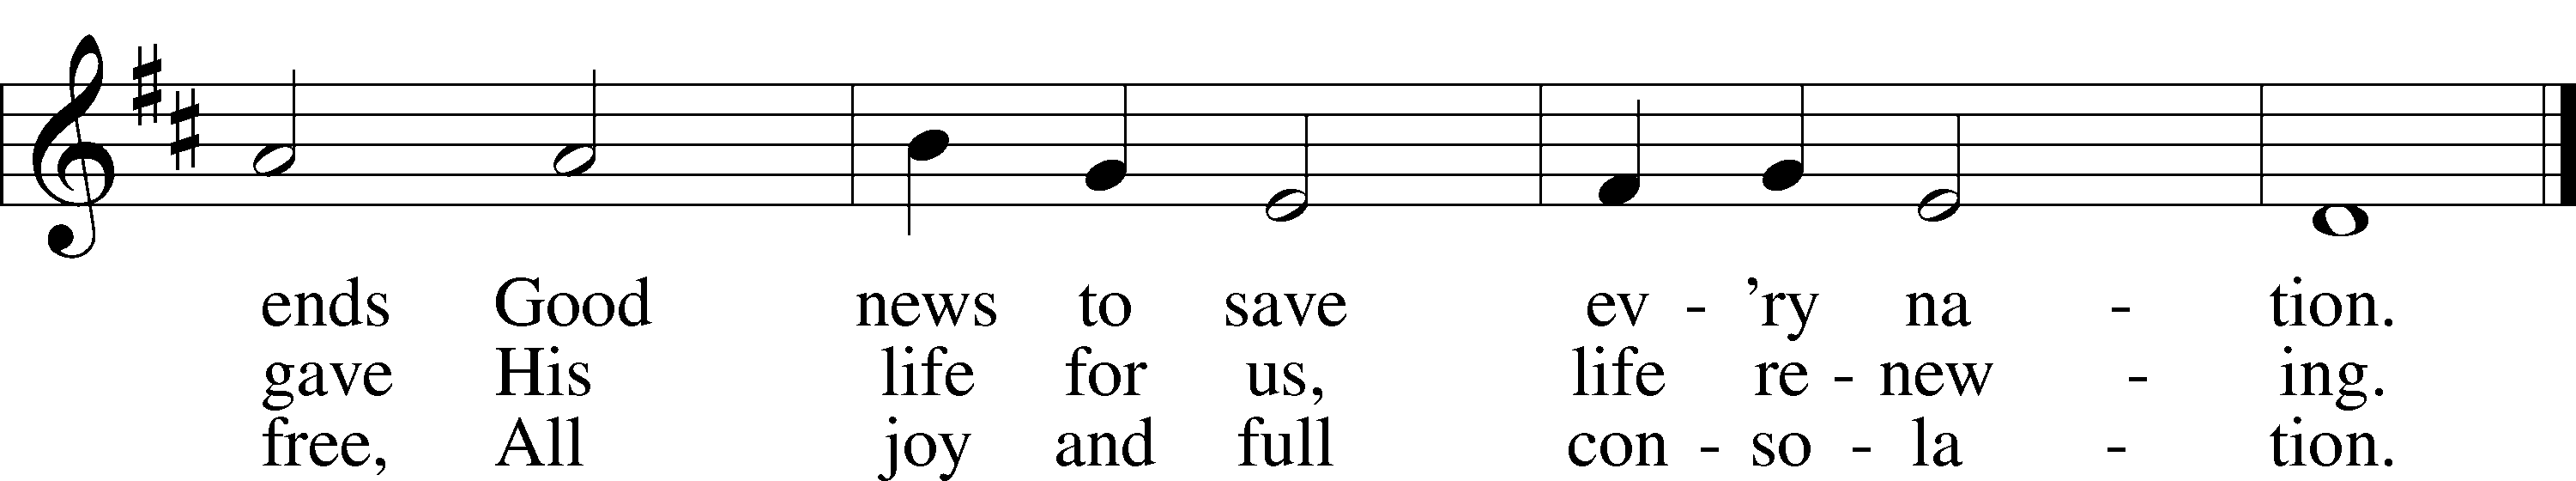 ends Good news to save ev - ’ry na - tion.
gave His life for us, life re - new - ing.
free, All joy and full con - so - la - tion.